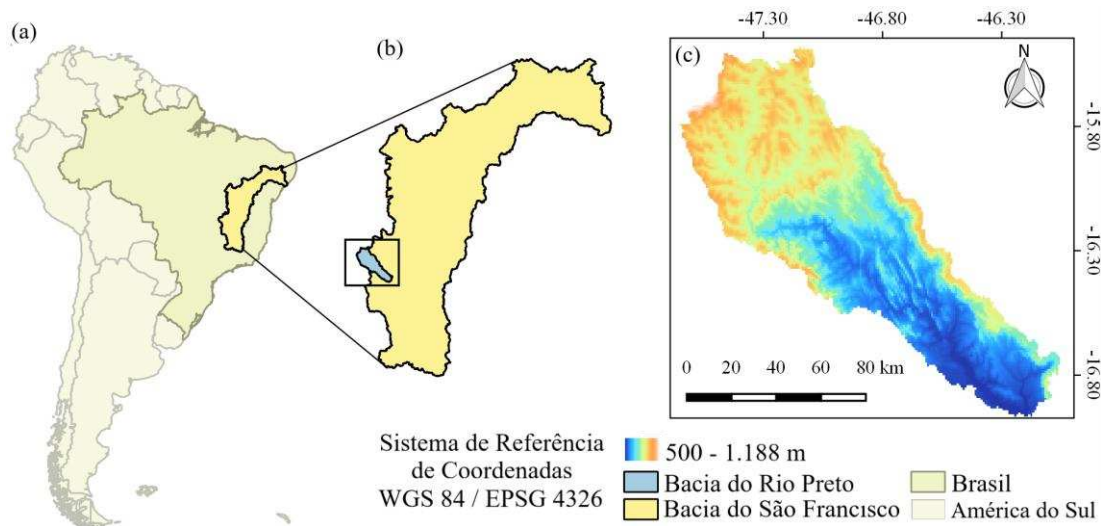 (a)
(b)
-47.30 -46.80 -46.30
(c)
N
-15.80
-16.30
-16.80
0 20 40 60 80 km
Sistema de Referência
de Coordenadas
WGS 84 / EPSG 4326
500 - 1.188 m
Bacia do Rio Preto
Bacia do São Francisco
Brasil
América do Sul